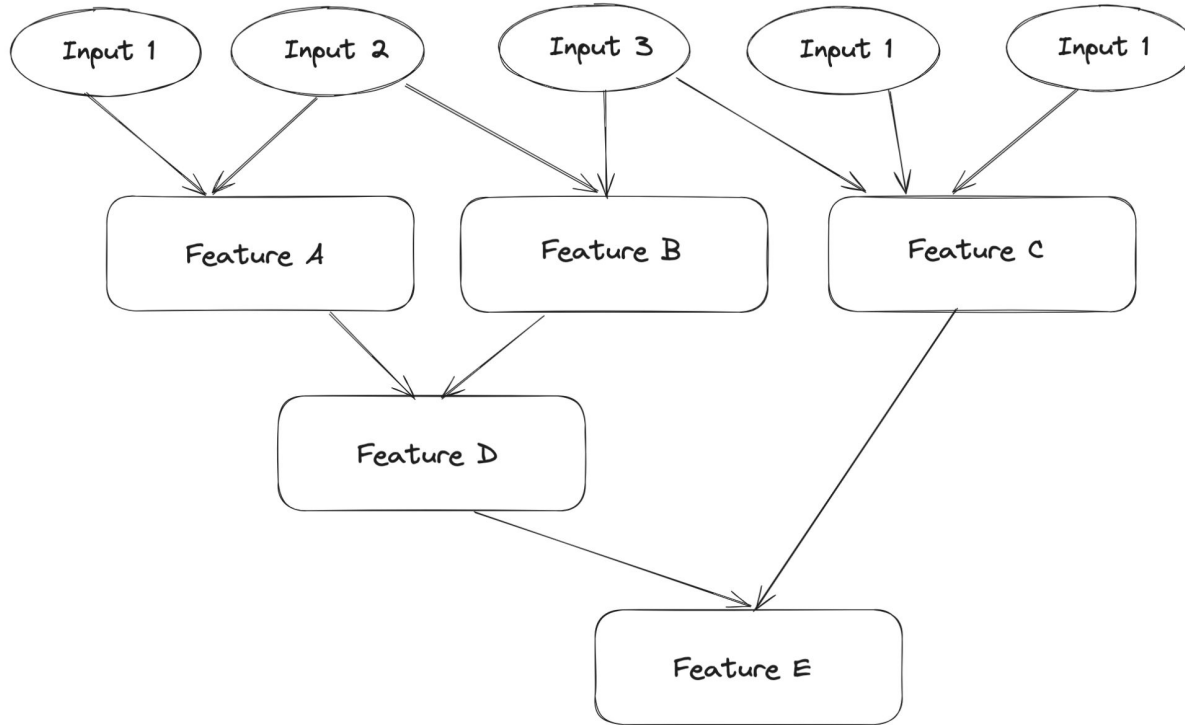 Input 1
Input 2
Input 3
Input 1
Input 1
Feature A
Feature B
Feature C
Feature D
Feature E